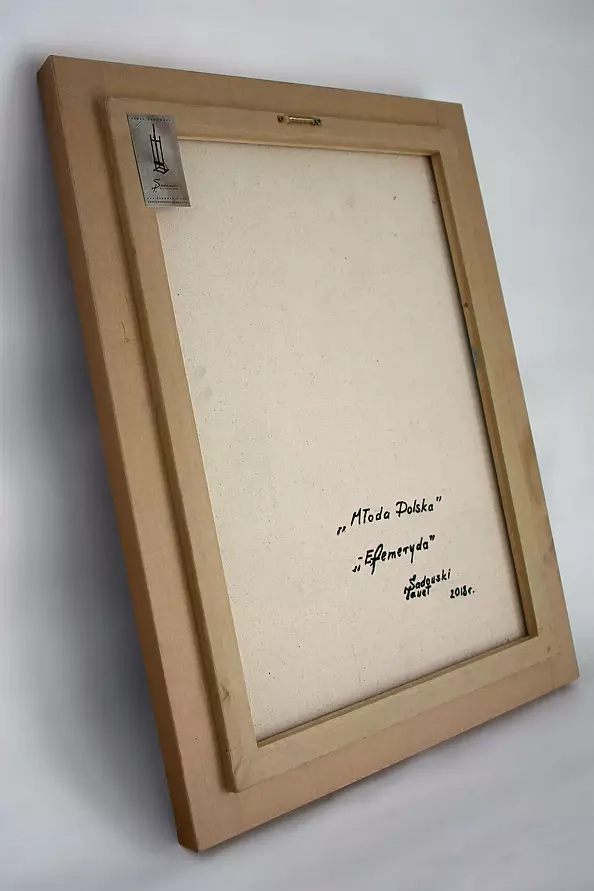 „Młoda Polska"
„-Efemeryda"
Sadowski
Paweł 2018r.